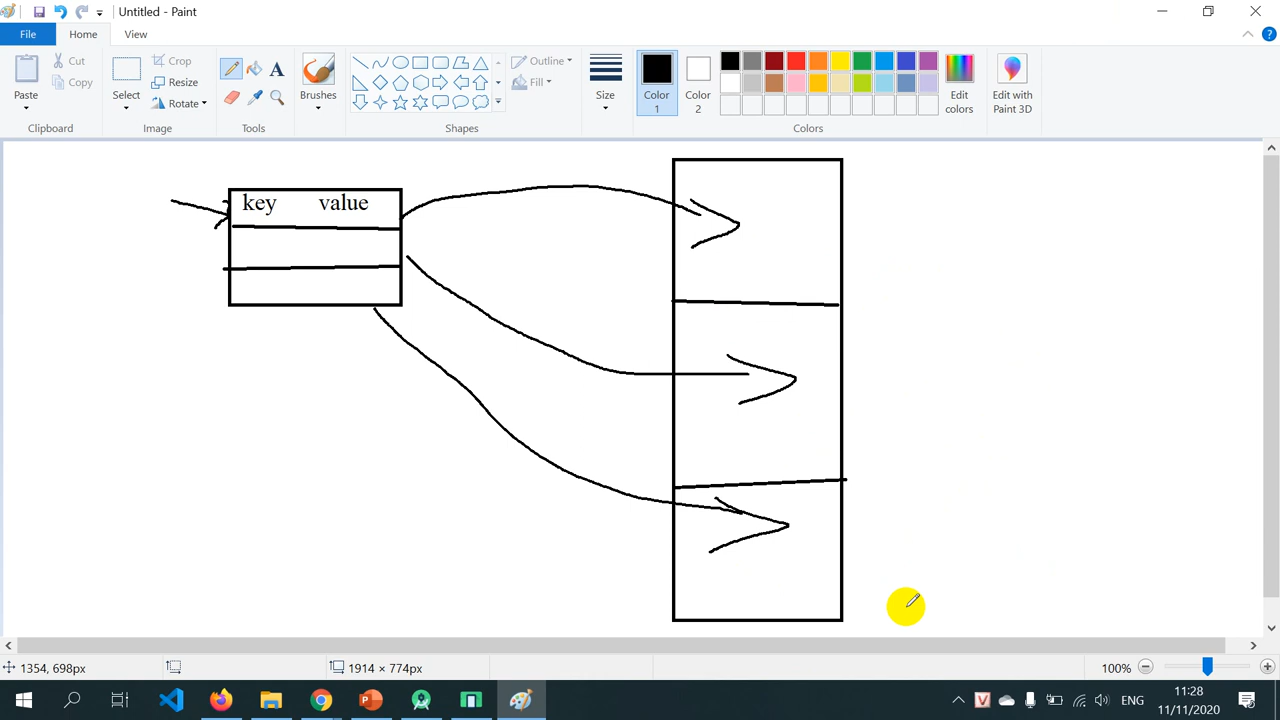 Untitled - Paint
File Home View
Paste
Cut
Copy
Clipboard
Select
Crop
Resize
Rotate
Image
A
Tools
Brushes
Outline
Fill
Shapes
Size
Color 1
Color 2
Edit colors
Colors
Edit with Paint 3D
key value
1354, 698px
1914 × 774px
100%
V
ENG
11:28
11/11/2020